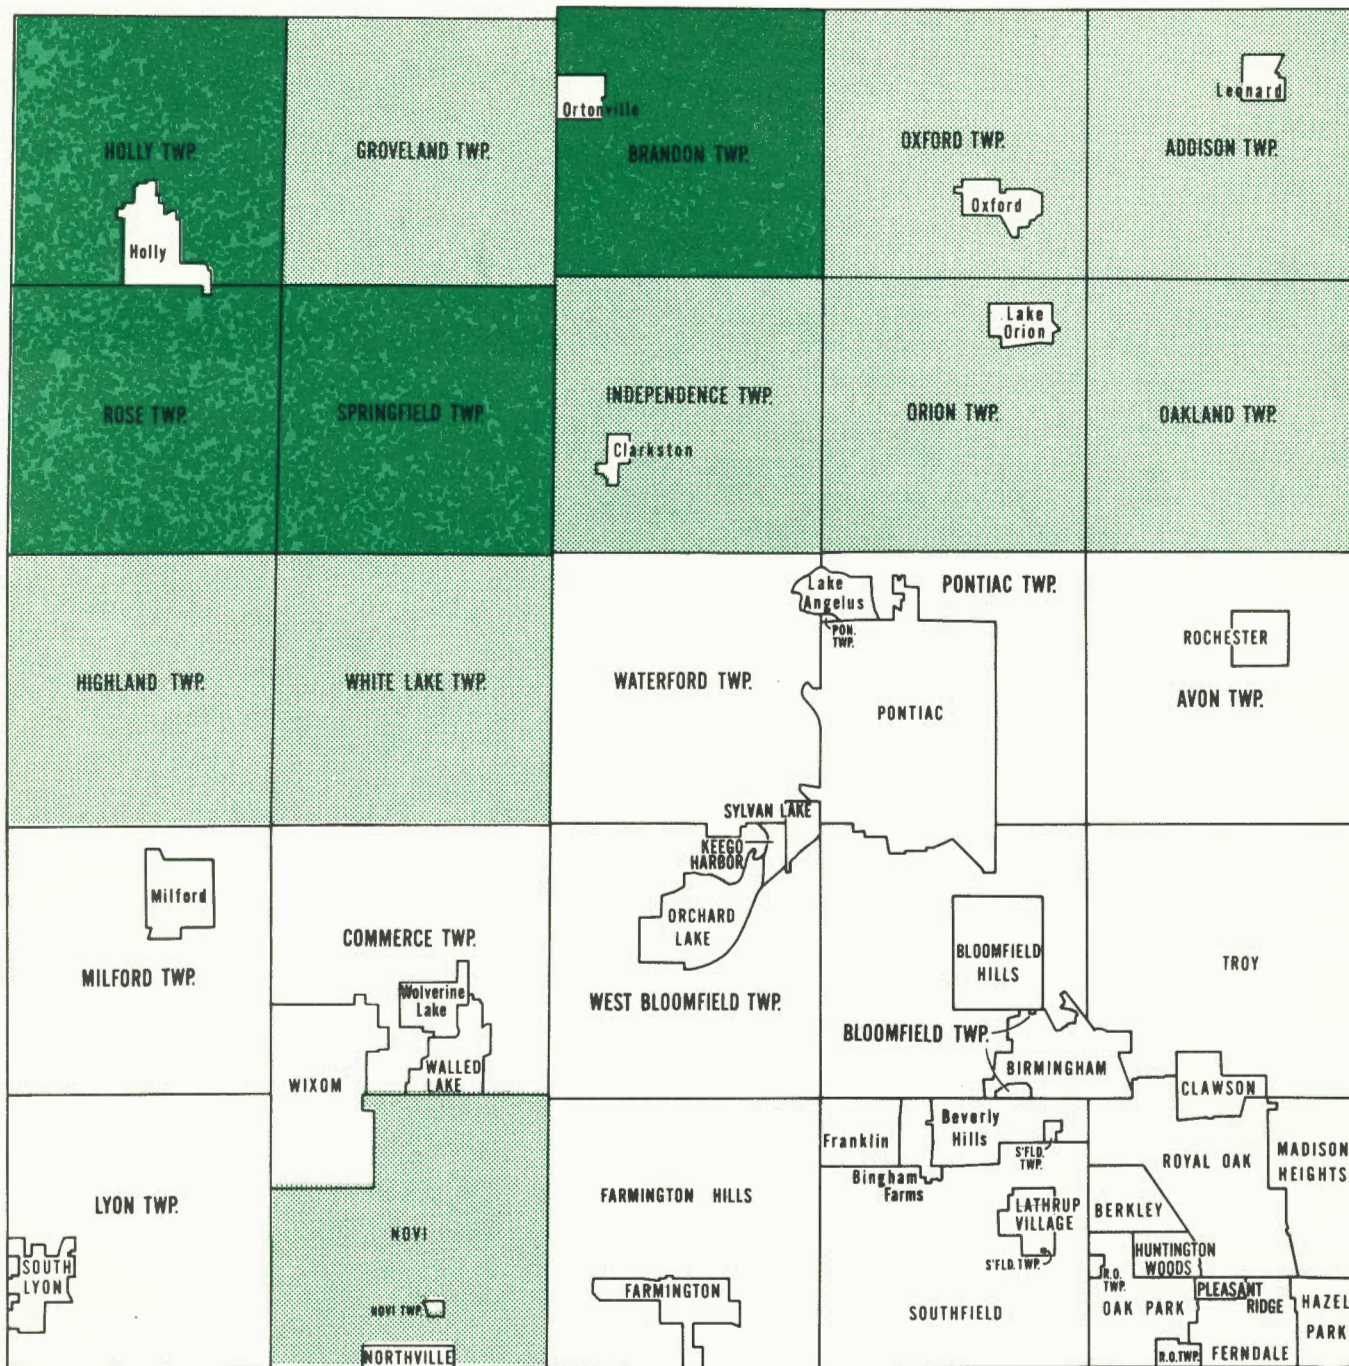 Leonard
Ortonville
HOLLY TWP.
GROVELAND TWP.
BRANDON TWP.
OXFORD TWP.
ADDISON TWP.
Oxford
Holly
Lake
Orion
ROSE TWP.
SPRINGFIELD TWP.
INDEPENDENCE TWP.
ORION TWP.
OAKLAND TWP.
Clarkston
Lake
Angelus
PONTIAC TWP.
PON.
TWP.
ROCHESTER
HIGHLAND TWP.
WHITE LAKE TWP.
WATERFORD TWP.
PONTIAC
AVON TWP.
SYLVAN LAKE
KEEGO
HARBOR
Milford
ORCHARD
LAKE
COMMERCE TWP.
BLOOMFIELD
HILLS
TROY
MILFORD TWP.
Wolverine
Lake
WEST BLOOMFIELD TWP.
BLOOMFIELD TWP.
WIXOM
WALLED
LAKE
BIRMINGHAM
CLAWSON
Franklin
Beverly
Hills
S'FLD.
TWP.
ROYAL OAK
MADISON
HEIGHTS
Bingham
Farms
LYON TWP.
FARMINGTON HILLS
LATHRUP
VILLAGE
BERKLEY
NOVI
S'FLD. TWP.
HUNTINGTON
WOODS
SOUTH
LYON
R.O.
TWP.
NOVI TWP.
FARMINGTON
SOUTHFIELD
OAK PARK
PLEASANT
RIDGE
HAZEL
PARK
NORTHVILLE
R.O.TWP.
FERNDALE